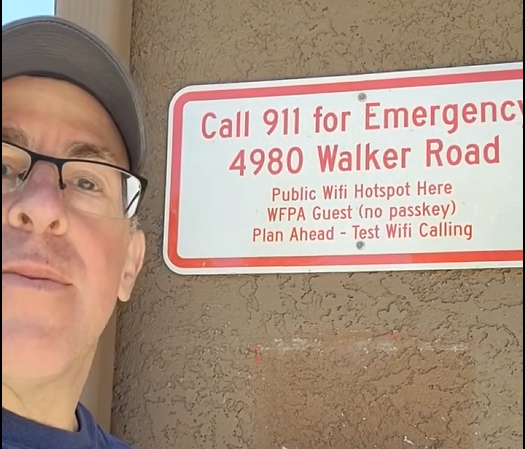 Call 911 for Emergency
4980 Walker Road
Public Wifi Hotspot Here
WFPA Guest (no passkey)
Plan Ahead - Test Wifi Calling